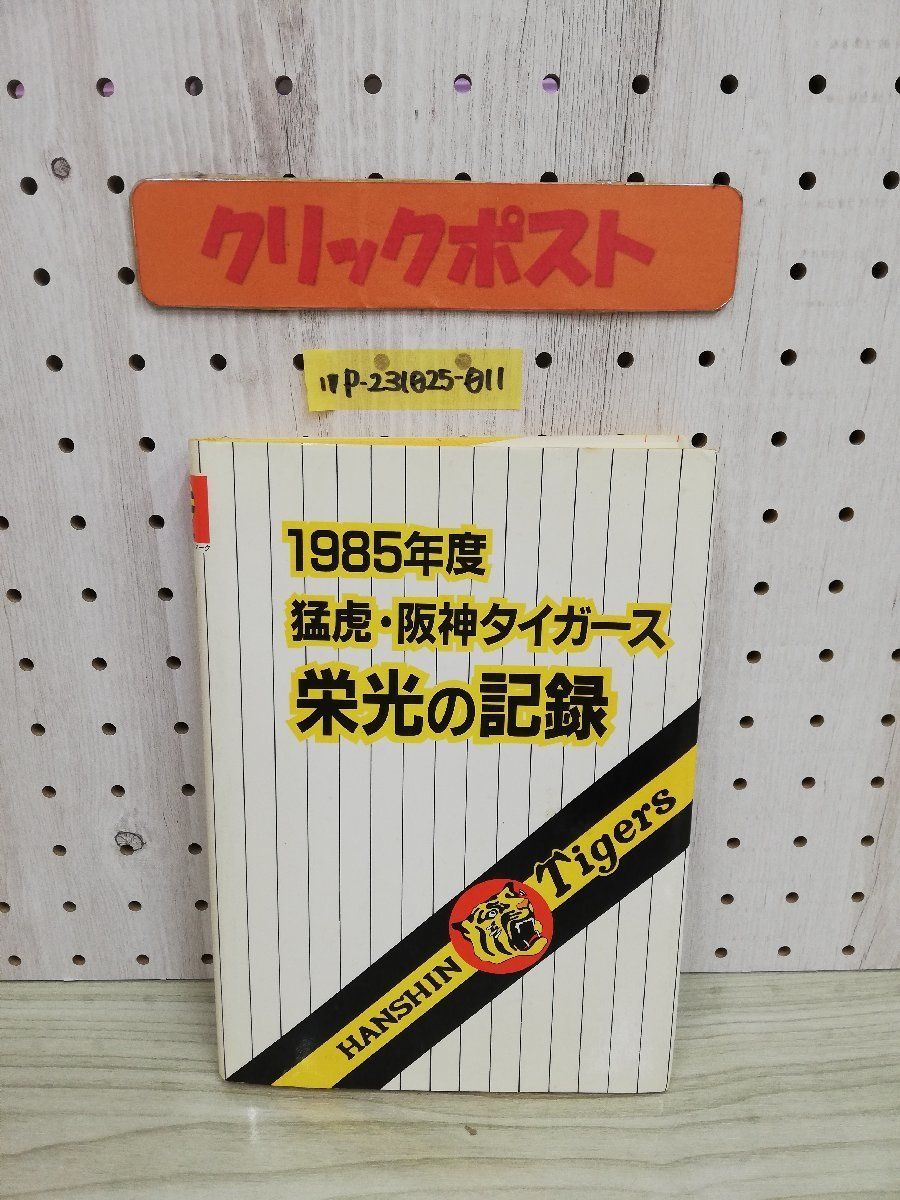 クリックポスト
17P-231025-011
1985年度
猛虎・阪神タイガース
栄光の記録
HANSHIN Tigers